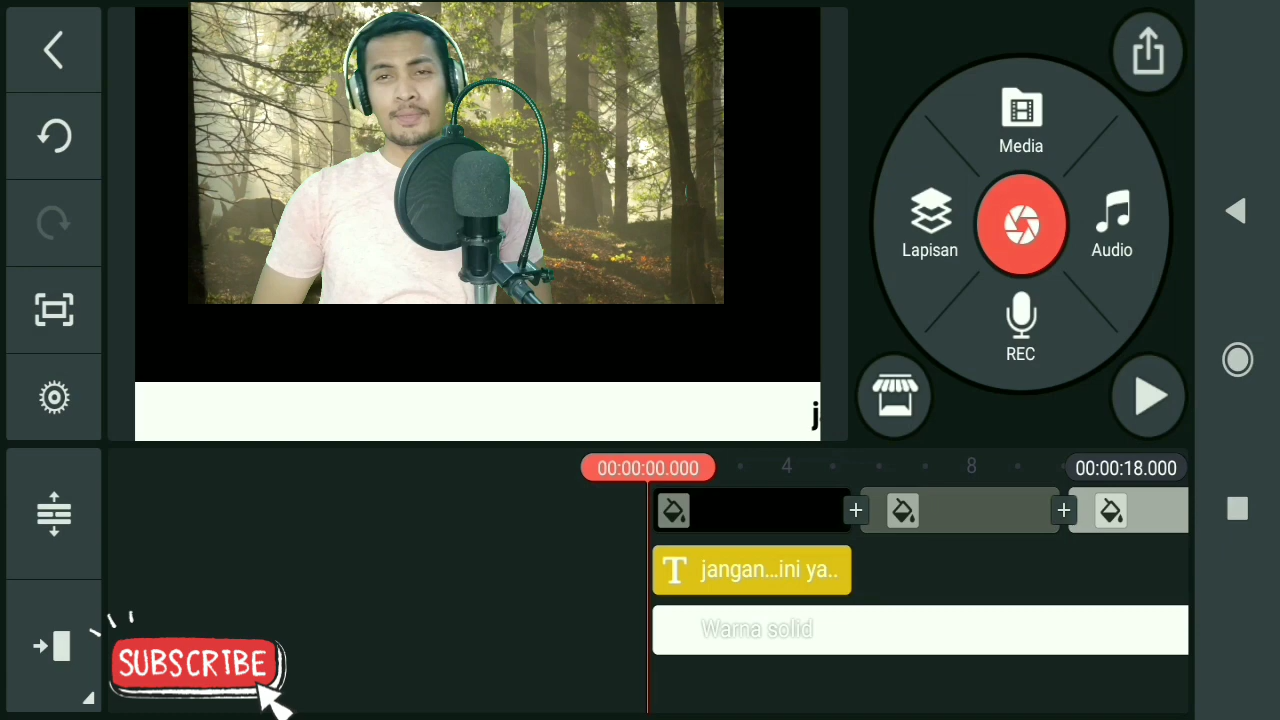 Media
Lapisan
Audio
REC
j
00:00:00.000
4
8
00:00:18.000
jangan...ini ya..
Warna solid
SUBSCRIBE